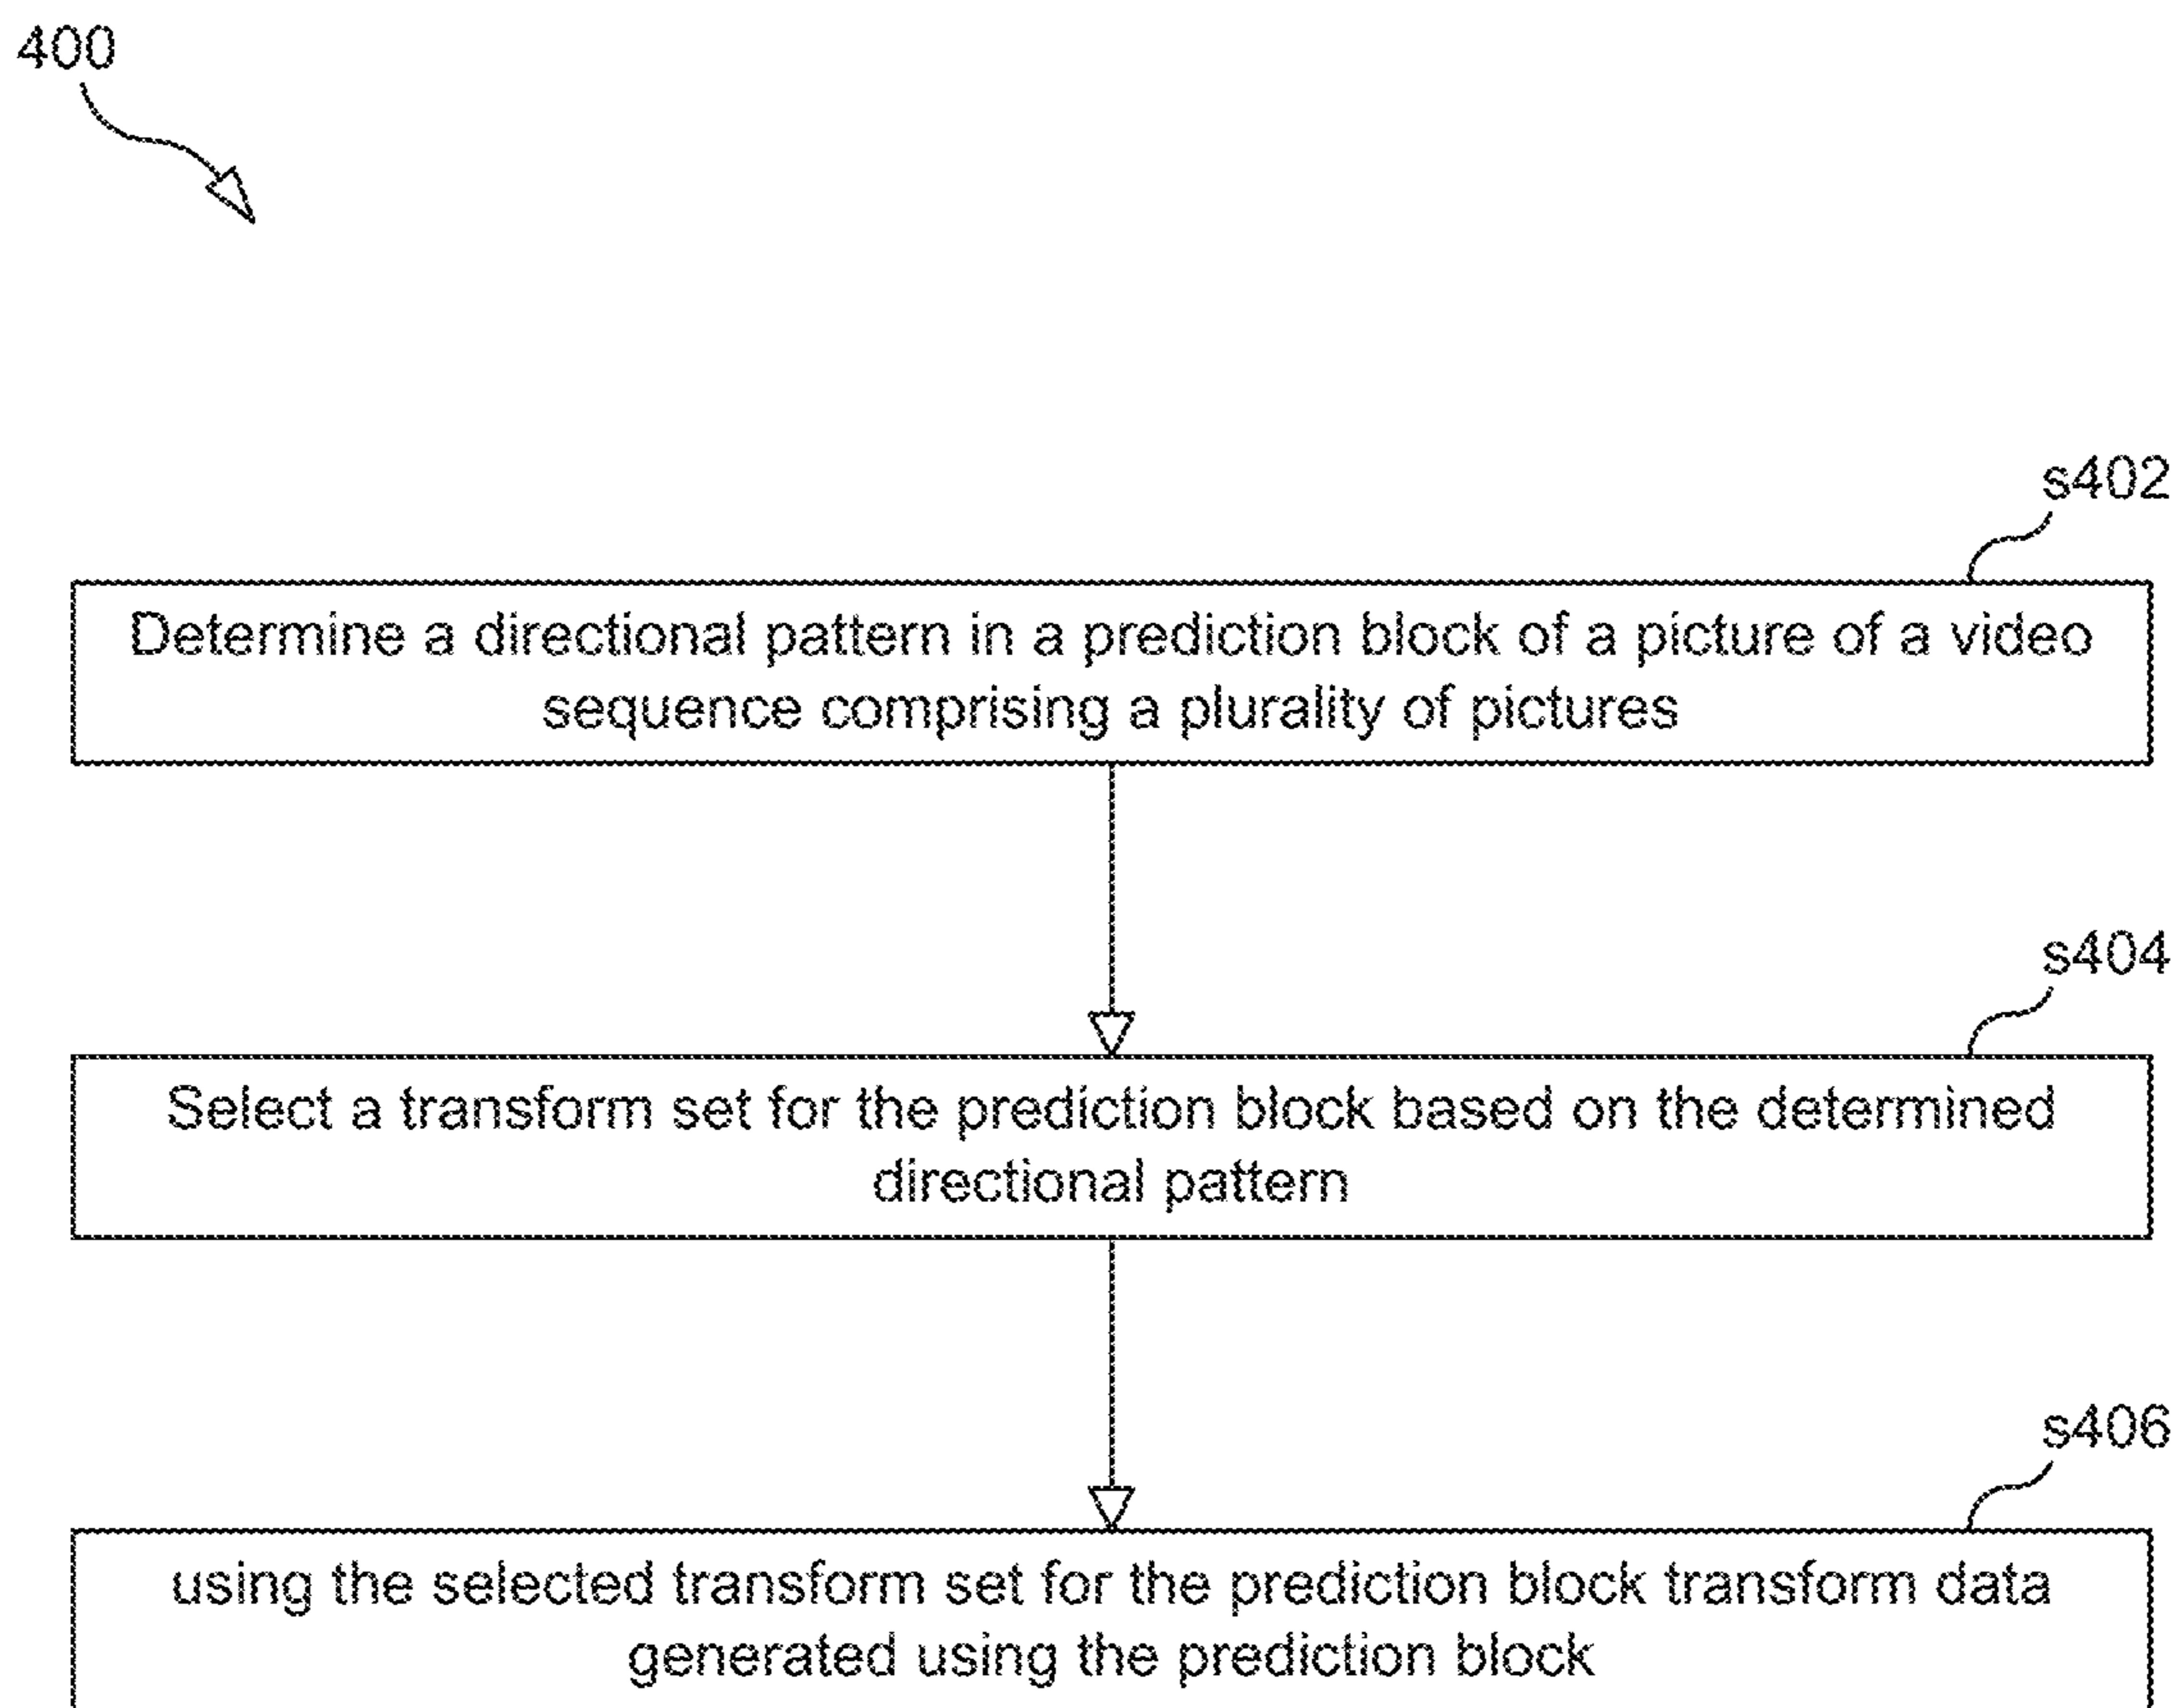 400
s402
Determine a directional pattern in a prediction block of a picture of a video
sequence comprising a plurality of pictures
s404
Select a transform set for the prediction block based on the determined
directional pattern
s406
using the selected transform set for the prediction block transform data
generated using the prediction block